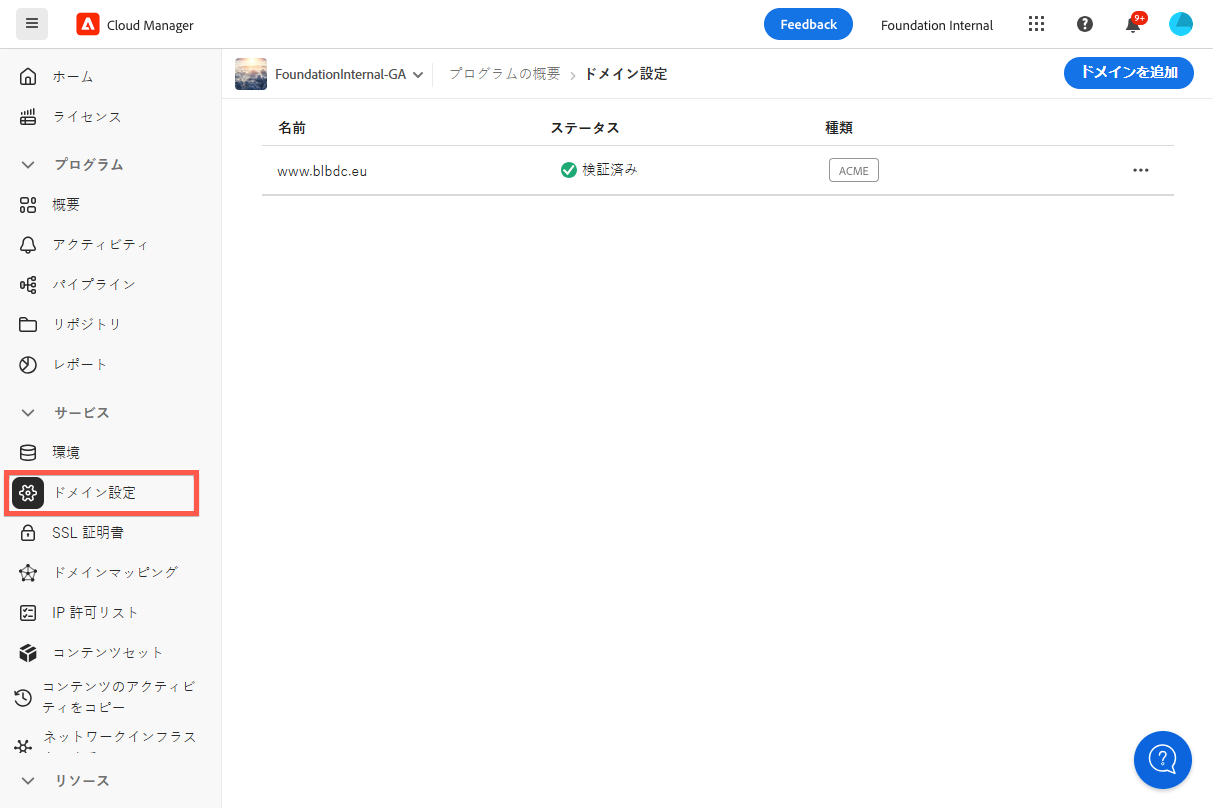 Cloud Manager
Feedback
Foundation Internal
9+
FoundationInternal-GA
プログラムの概要 > ドメイン設定
ドメインを追加
ホーム
ライセンス
プログラム
概要
アクティビティ
パイプライン
リポジトリ
レポート
サービス
環境
ドメイン設定
SSL 証明書
ドメインマッピング
IP 許可リスト
コンテンツセット
コンテンツのアクティビ
ティをコピー
ネットワークインフラス
リソース
名前 ステータス 種類
www.blbdc.eu 検証済み ACME